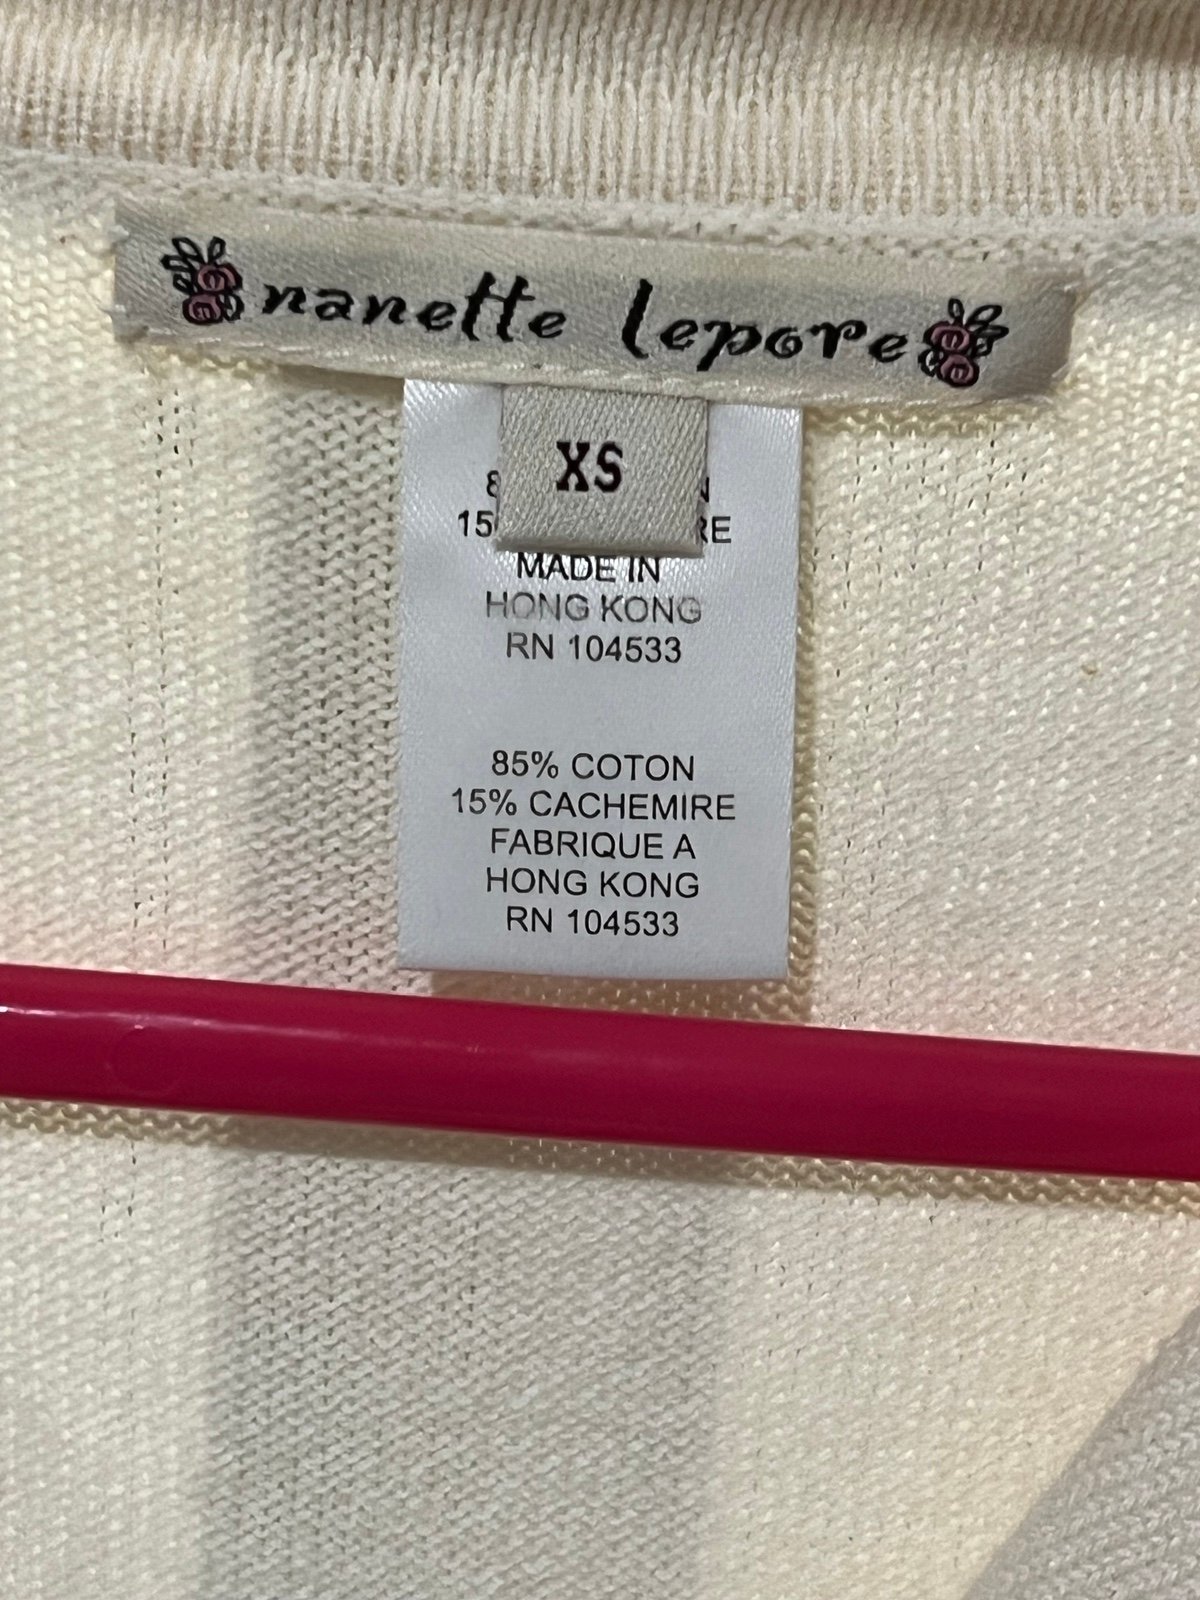 nanette lepore
XS
MADE IN
HONG KONG
RN 104533
85% COTON
15% CACHEMIRE
FABRIQUE A
HONG KONG
RN 104533